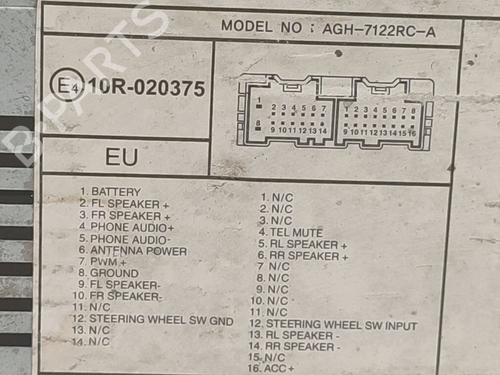 MODEL NO : AGH-7122RC-A
E4 10R-020375
EU
1 2 3 4 5 6 7 1 2 3 4 5 6 7 8
8 9 10 11 12 13 14 9 10 11 12 13 14 15 16
1. BATTERY
2. FL SPEAKER +
3. FR SPEAKER +
4. PHONE AUDIO+
5. PHONE AUDIO-
6. ANTENNA POWER
7. PWM +
8. GROUND
9. FL SPEAKER-
10. FR SPEAKER-
11. N/C
12. STEERING WHEEL SW GND
13. N/C
14. N/C
1. N/C
2. N/C
3. N/C
4. TEL MUTE
5. RL SPEAKER +
6. RR SPEAKER +
7. N/C
8. N/C
9. N/C
10. N/C
11. N/C
12. STEERING WHEEL SW INPUT
13. RL SPEAKER -
14. RR SPEAKER -
15. N/C
16. ACC +
B-PARTS